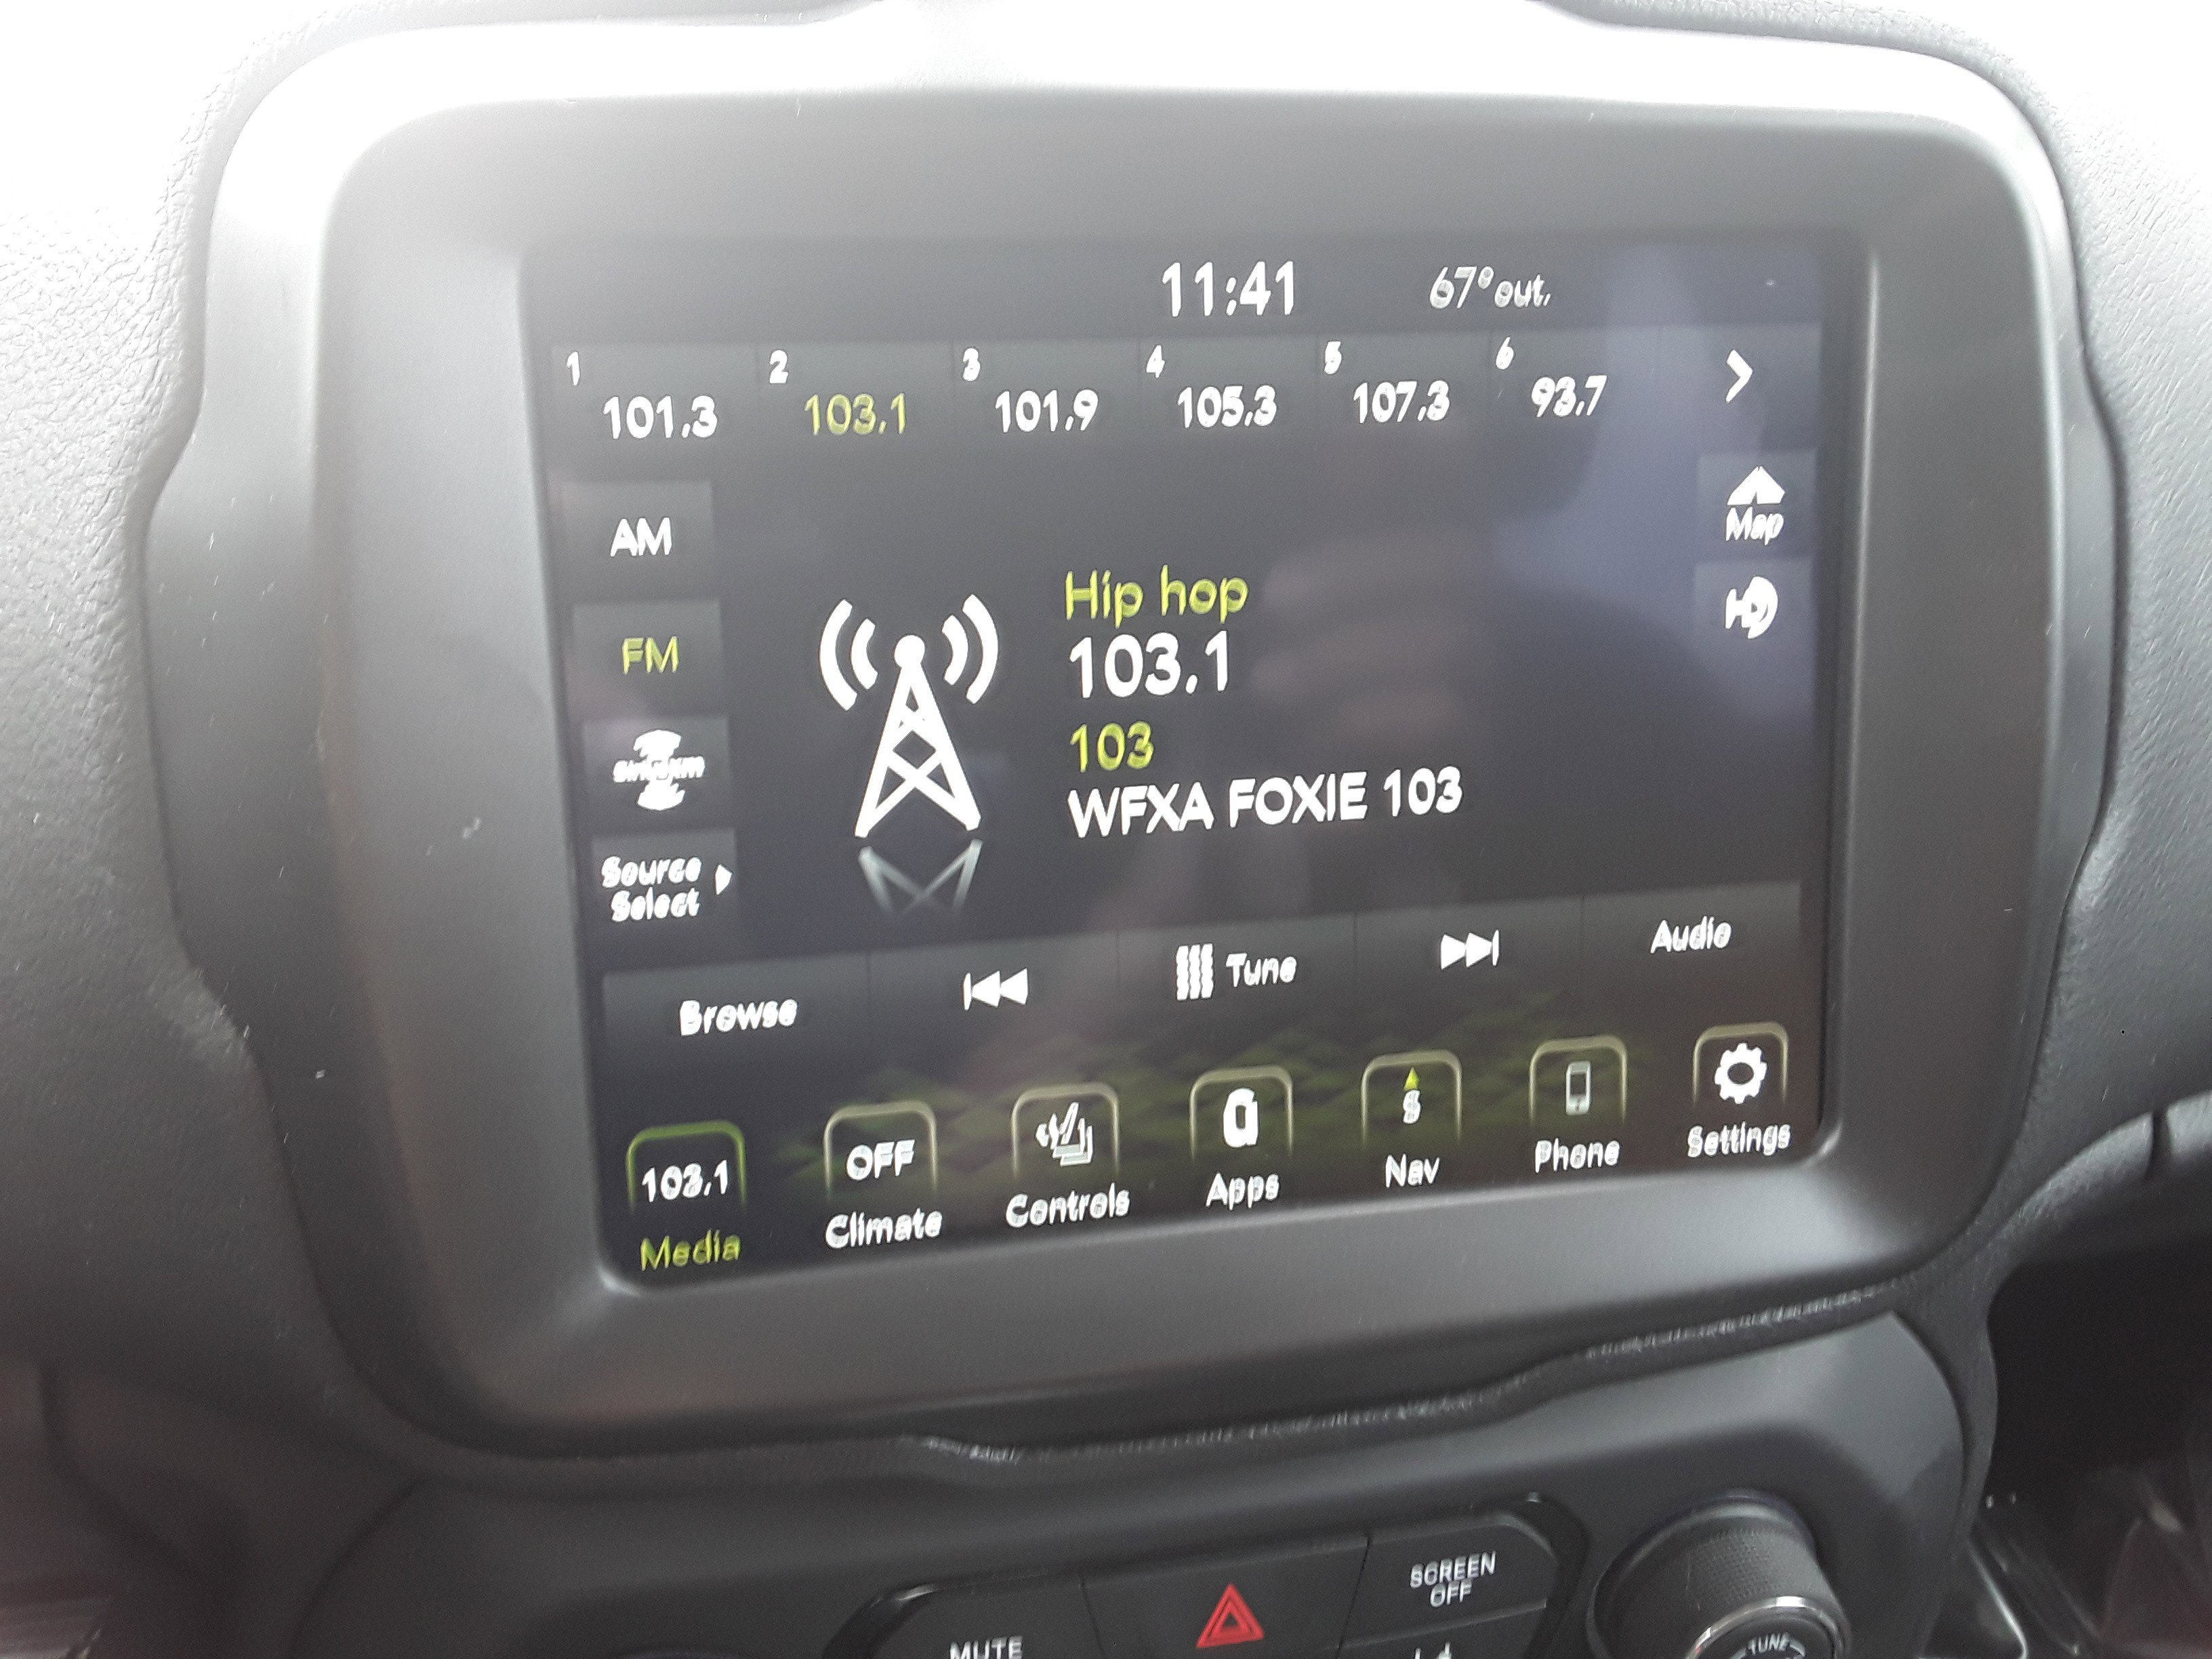 11:41 67° out.
1 2 3 4 5 6
101.3 103.1 101.9 105.3 107.3 93.7
AM
Map
HD
FM
Hip hop
103.1
103
WFXA FOXIE 103
siriusxm
Source
Select
Browse Tune Audio
103.1 OFF S
Media Climate Controls Apps Nav Phone Settings
SCREEN
OFF
MUTE
TUNE